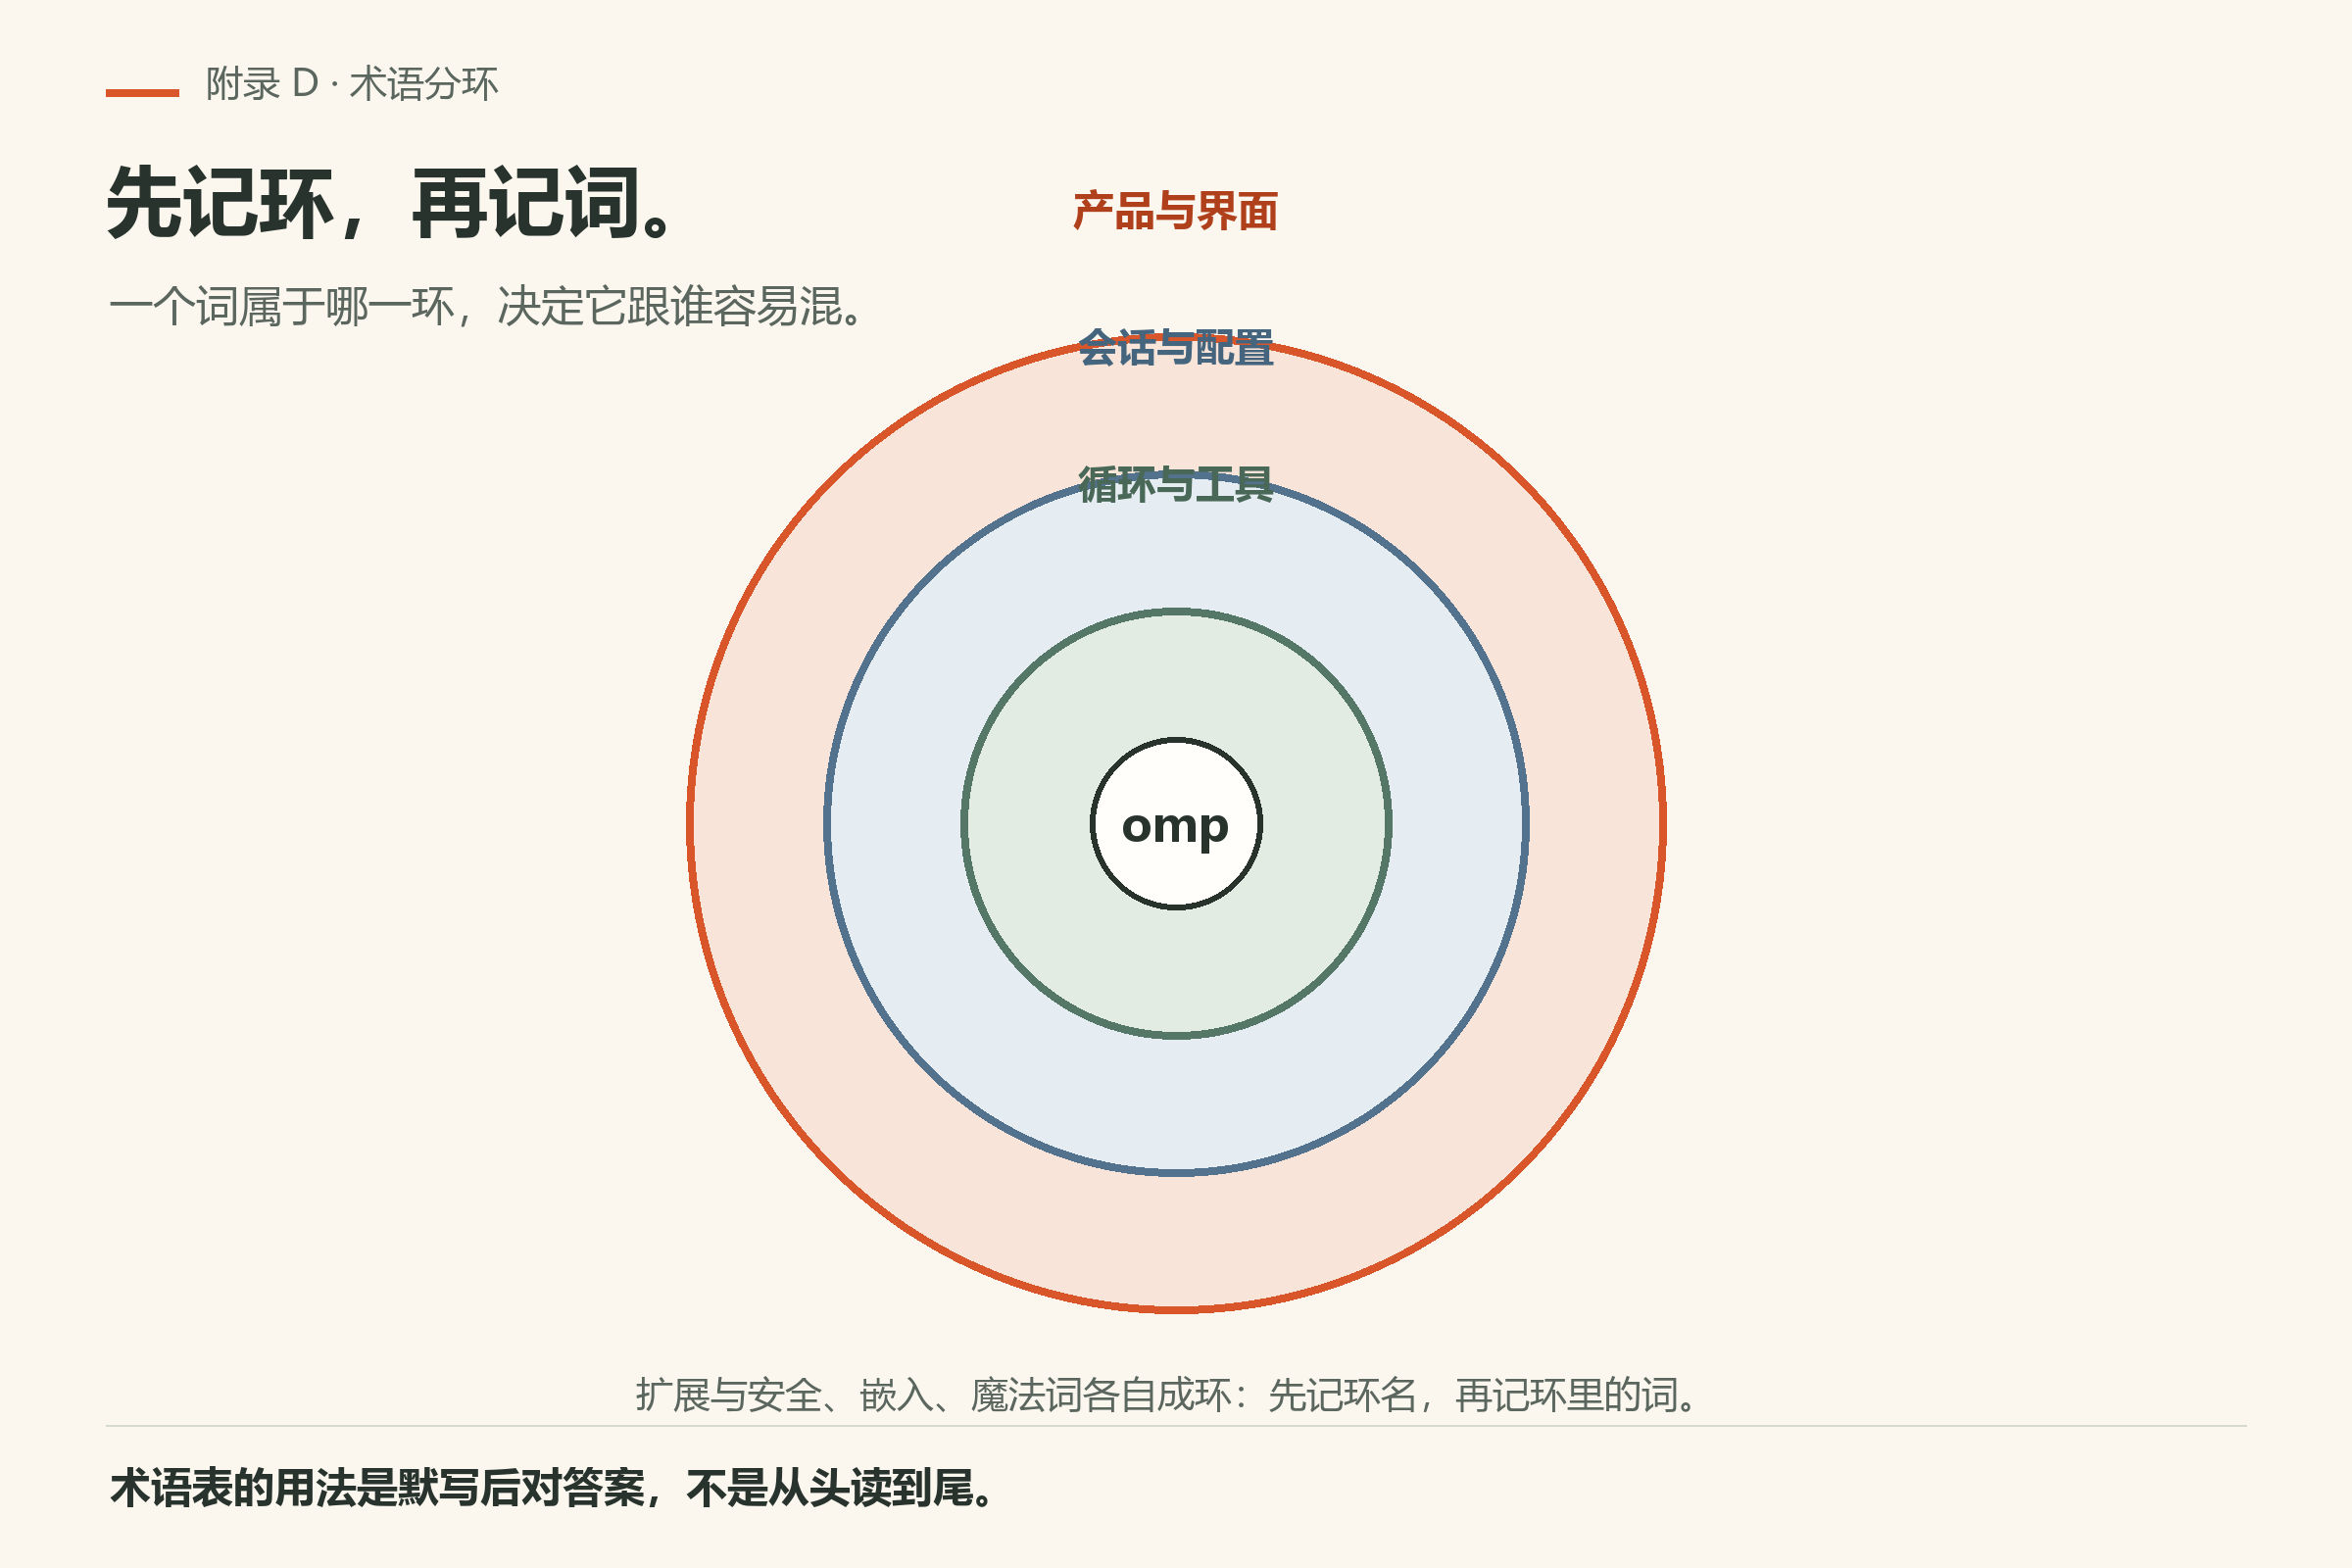 附录 D · 术语分环
先记环，再记词。
一个词属于哪一环，决定它跟谁容易混。
产品与界面
会话与配置
循环与工具
omp
扩展与安全、嵌入、魔法词各自成环：先记环名，再记环里的词。
术语表的用法是默写后对答案，不是从头读到尾。